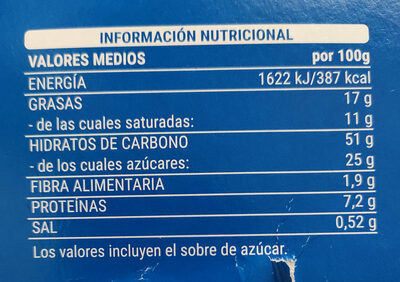 INFORMACIÓN NUTRICIONAL
VALORES MEDIOS por 100g
ENERGÍA 1622 kJ/387 kcal
GRASAS 17 g
- de las cuales saturadas: 11 g
HIDRATOS DE CARBONO 51 g
- de los cuales azúcares: 25 g
FIBRA ALIMENTARIA 1,9 g
PROTEÍNAS 7,2 g
SAL 0,52 g
Los valores incluyen el sobre de azúcar.